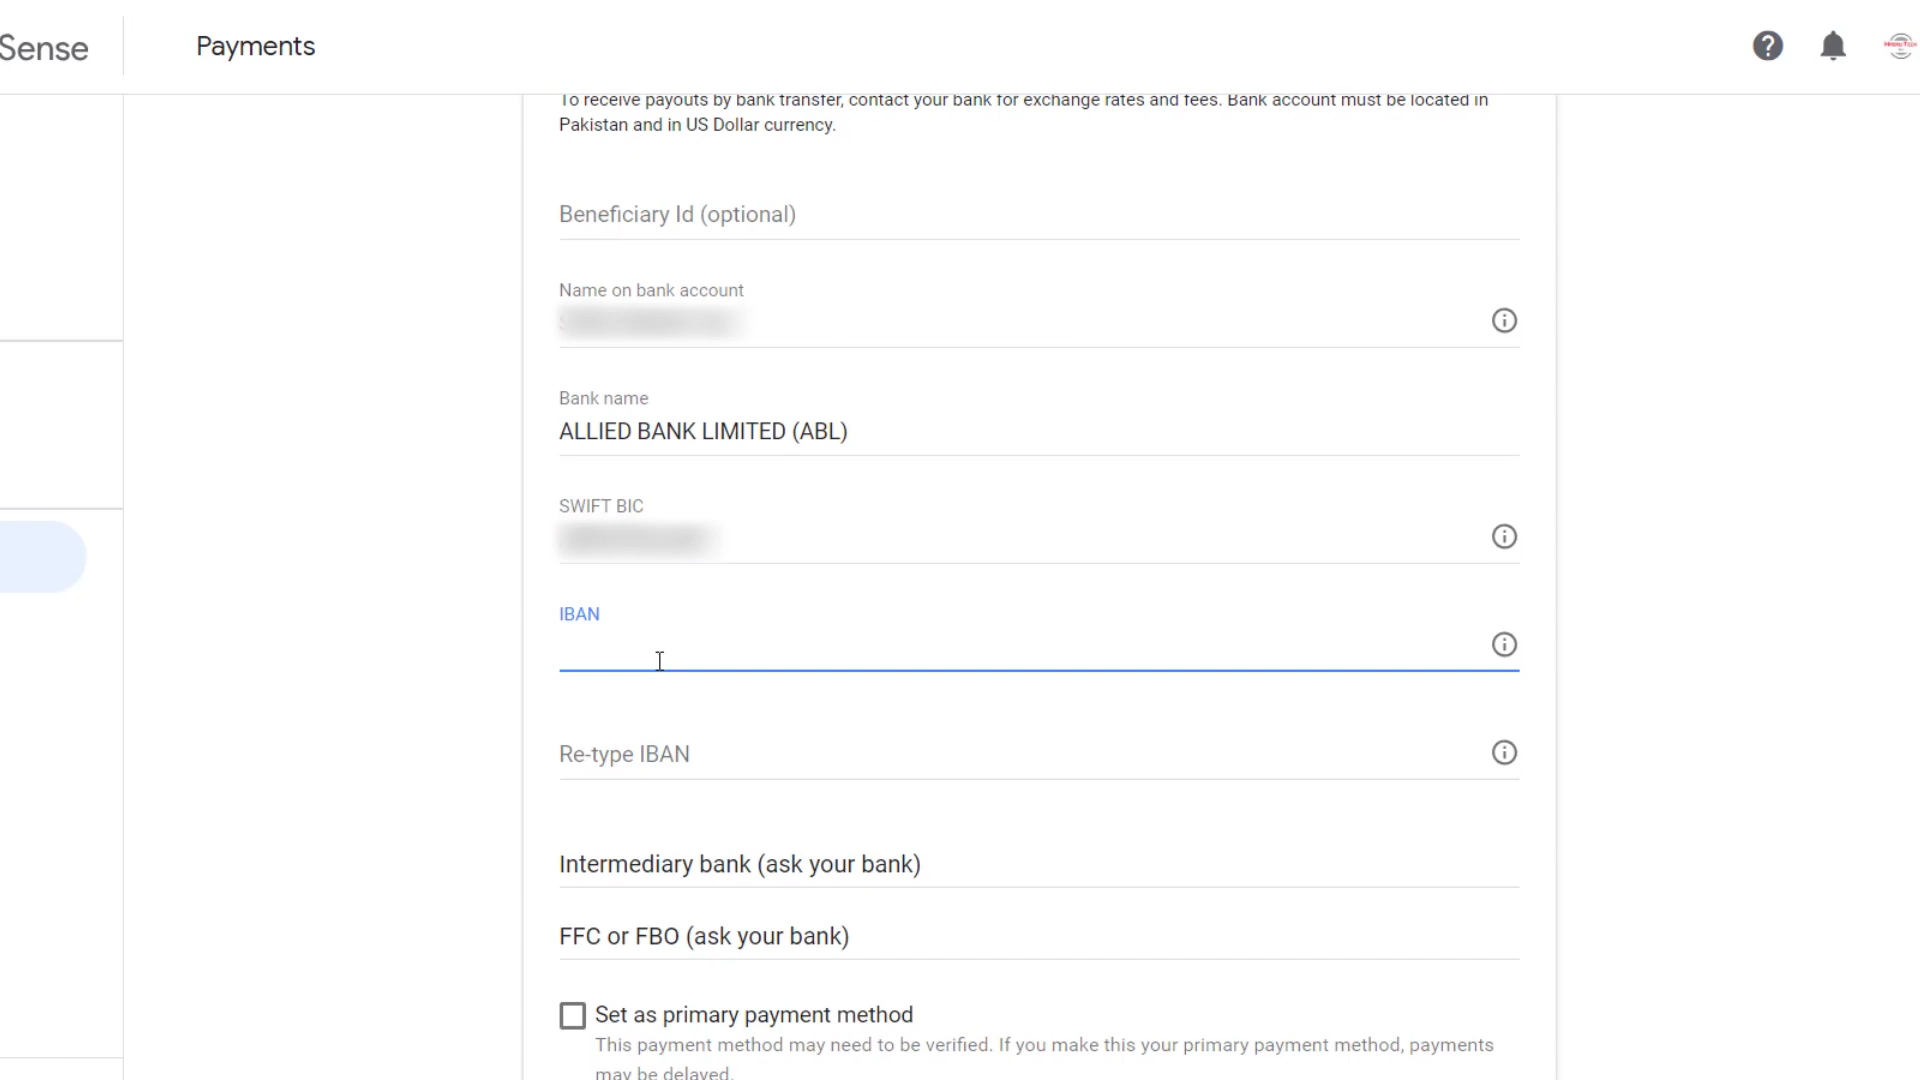 Sense
Payments
To receive payouts by bank transfer, contact your bank for exchange rates and fees. Bank account must be located in
Pakistan and in US Dollar currency.
Beneficiary Id (optional)
Name on bank account
Bank name
ALLIED BANK LIMITED (ABL)
SWIFT BIC
IBAN
Re-type IBAN
Intermediary bank (ask your bank)
FFC or FBO (ask your bank)
Set as primary payment method
This payment method may need to be verified. If you make this your primary payment method, payments
may be delayed.